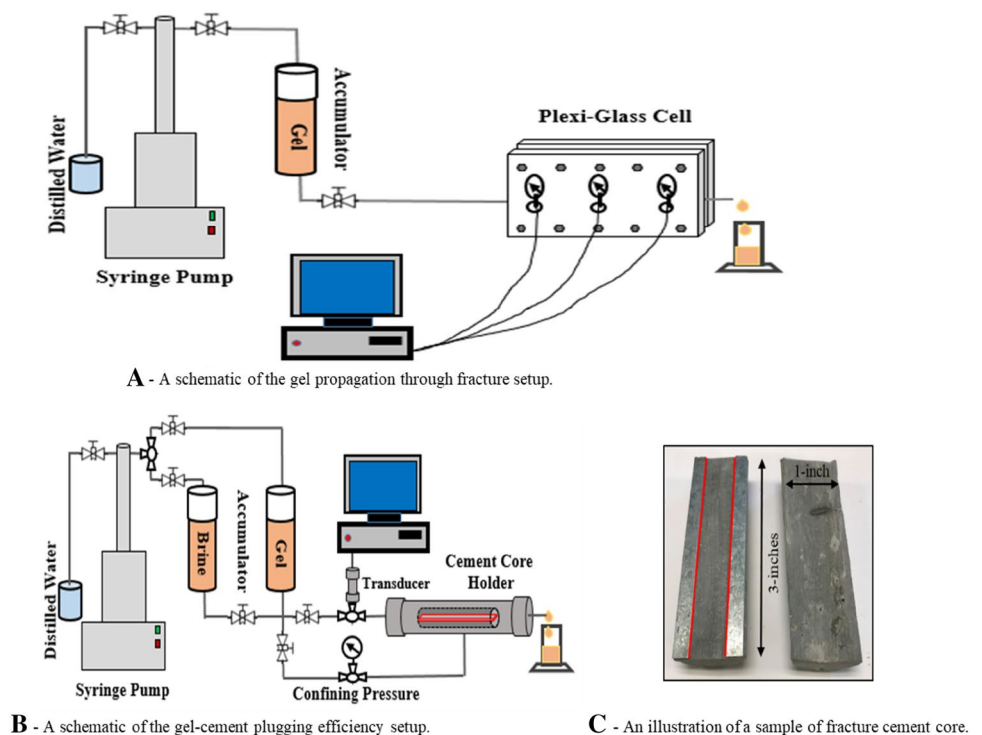 Distilled Water
Accumulator
Gel
Plexi-Glass Cell
Syringe Pump
A - A schematic of the gel propagation through fracture setup.
Distilled Water
Brine
Accumulator
Gel
Transducer
Cement Core
Holder
Syringe Pump
Confining Pressure
1-inch
3-inches
B - A schematic of the gel-cement plugging efficiency setup.
C - An illustration of a sample of fracture cement core.